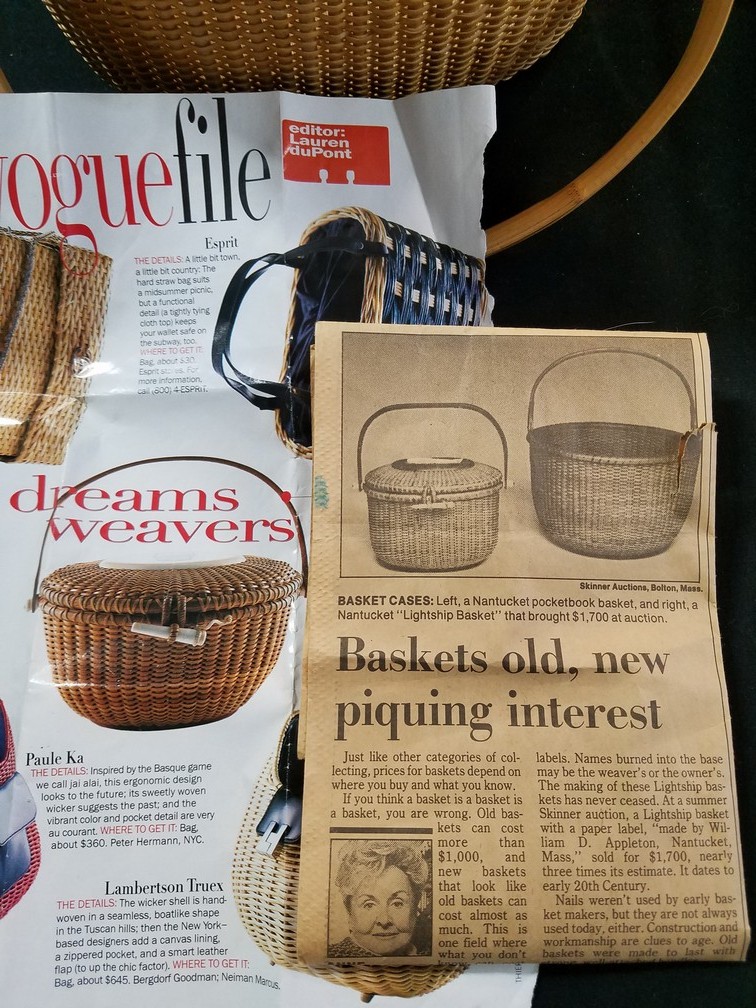 voguefile
editor:
Lauren
duPont
Esprit
THE DETAILS: A little bit town,
a little bit country: The
hard straw bag suits
a midsummer picnic,
but a functional
detail (a tightly tying
cloth top) keeps
your wallet safe on
the subway, too.
WHERE TO GET IT:
Bag, about $30.
Esprit stores. For
more information,
call (800) 4-ESPRIT.
dreams
weavers
Paule Ka
THE DETAILS: Inspired by the Basque game
we call jai alai, this ergonomic design
looks to the future; its sweetly woven
wicker suggests the past; and the
vibrant color and pocket detail are very
au courant. WHERE TO GET IT: Bag,
about $360. Peter Hermann, NYC.
Lambertson Truex
THE DETAILS: The wicker shell is hand-
woven in a seamless, boatlike shape
in the Tuscan hills; then the New York–
based designers add a canvas lining,
a zippered pocket, and a smart leather
flap (to up the chic factor). WHERE TO GET IT:
Bag, about $645. Bergdorf Goodman; Neiman Marcus.
Skinner Auctions, Bolton, Mass.
BASKET CASES: Left, a Nantucket pocketbook basket, and right, a
Nantucket "Lightship Basket" that brought $1,700 at auction.
Baskets old, new
piquing interest
Just like other categories of col-
lecting, prices for baskets depend on
where you buy and what you know.
If you think a basket is a basket is
a basket, you are wrong. Old bas-
kets can cost
more than
$1,000, and
new baskets
that look like
old baskets can
cost almost as
much. This is
one field where
what you don't
labels. Names burned into the base
may be the weaver's or the owner's.
The making of these Lightship bas-
kets has never ceased. At a summer
Skinner auction, a Lightship basket
with a paper label, "made by Wil-
liam D. Appleton, Nantucket,
Mass," sold for $1,700, nearly
three times its estimate. It dates to
early 20th Century.
Nails weren't used by early bas-
ket makers, but they are not always
used today, either. Construction and
workmanship are clues to age. Old
baskets were made to last with